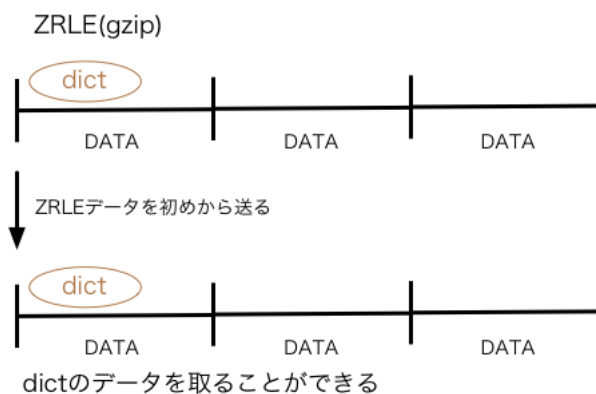 ZRLE(gzip)
dict
DATA DATA DATA
ZRLEデータを初めから送る
dict
DATA DATA DATA
dictのデータを取ることができる